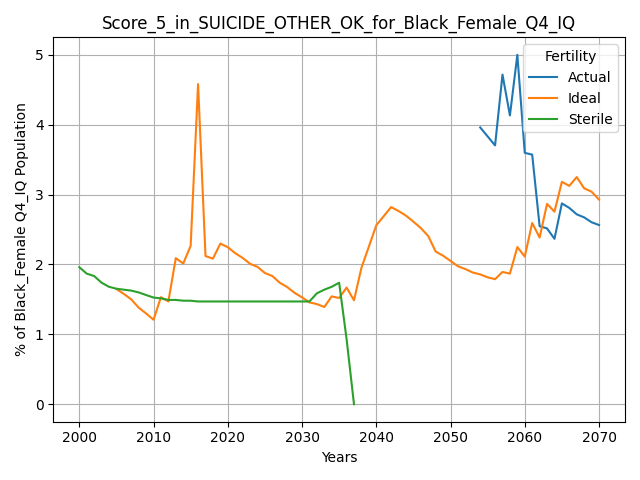 Score_5_in_SUICIDE_OTHER_OK_for_Black_Female_Q4_IQ
Fertility
Actual
Ideal
Sterile
% of Black_Female Q4_IQ Population
5
4
3
2
1
0
2000 2010 2020 2030 2040 2050 2060 2070
Years